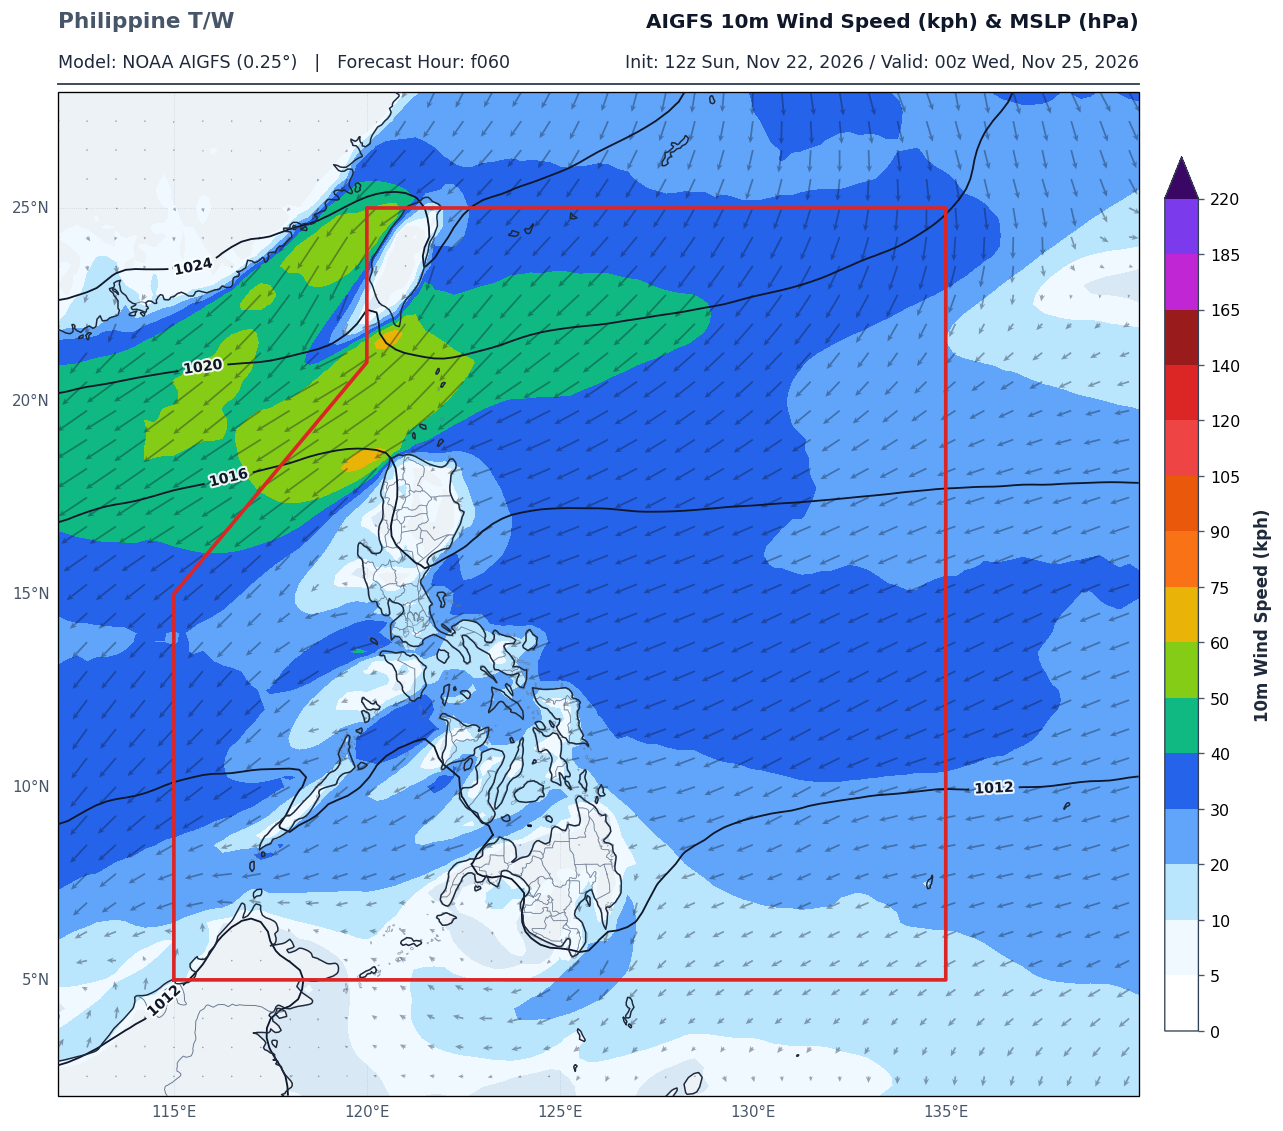 Philippine T/W
AIGFS 10m Wind Speed (kph) & MSLP (hPa)
Model: NOAA AIGFS (0.25°)   |   Forecast Hour: f060
Init: 12z Sun, Nov 22, 2026 / Valid: 00z Wed, Nov 25, 2026
25°N
20°N
15°N
10°N
5°N
1024
1020
1016
1012
1012
115°E
120°E
125°E
130°E
135°E
220
185
165
140
120
105
90
75
60
50
40
30
20
10
5
0
10m Wind Speed (kph)